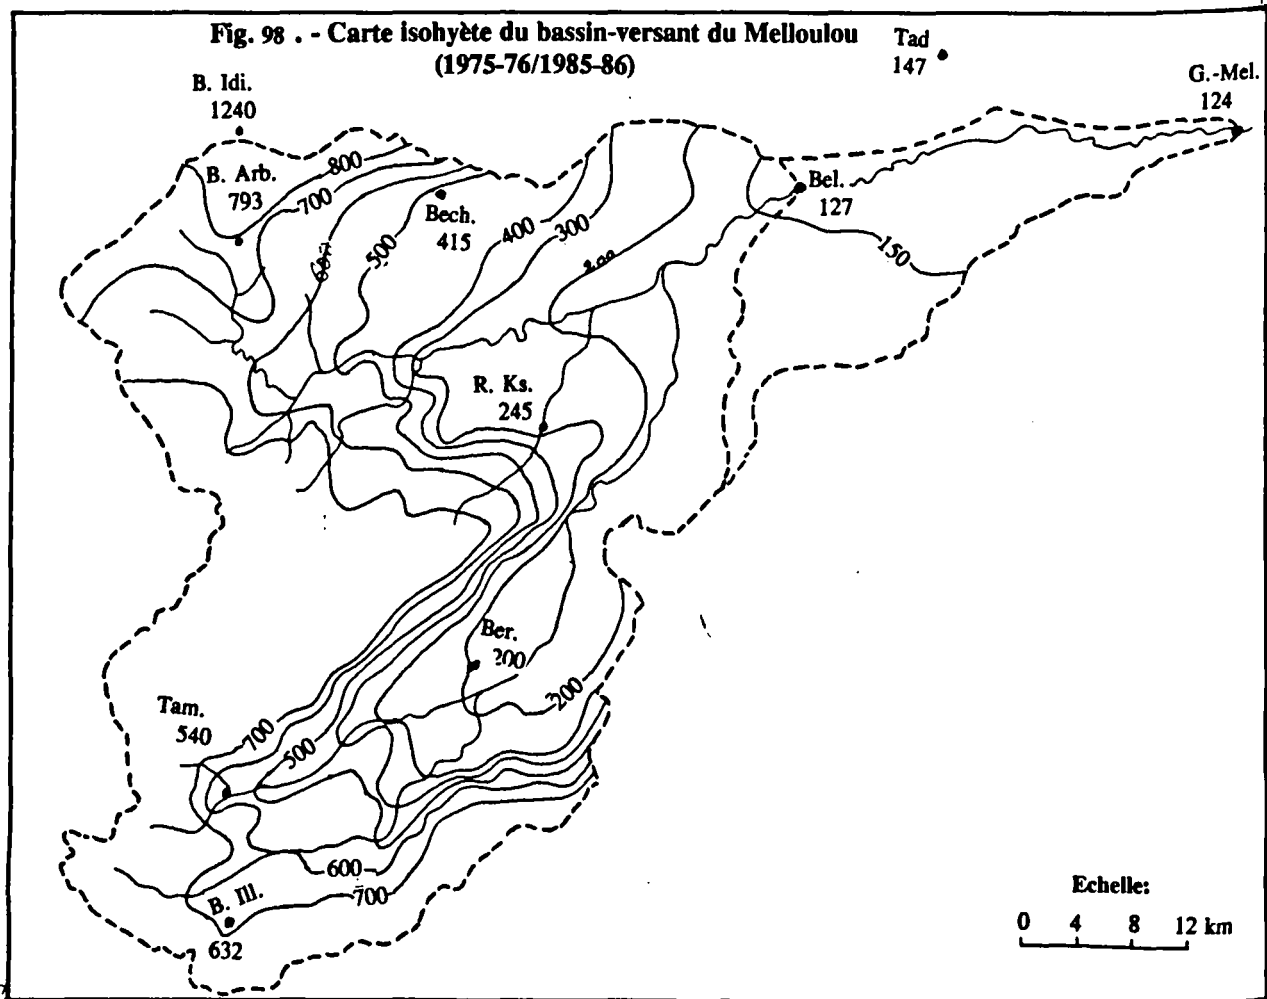 Fig. 98 . - Carte isohyète du bassin-versant du Melloulou
(1975-76/1985-86)
Tad
147
G.-Mel.
124
B. Idi.
1240
B. Arb.
793
800
700
Bech.
415
Bel.
127
500
400
300
150
R. Ks.
245
Ber.
200
200
Tam.
540
700
500
600
700
B. Ill.
632
Echelle:
0 4 8 12 km